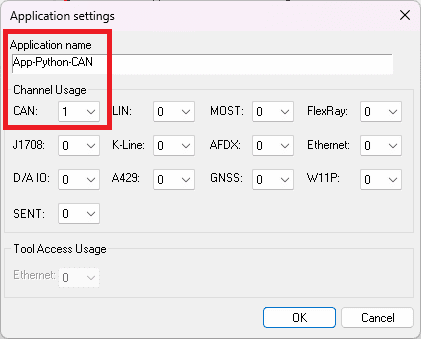 Application settings
Application name
App-Python-CAN
Channel Usage
CAN: 1 LIN: 0 MOST: 0 FlexRay: 0
J1708: 0 K-Line: 0 AFDX: 0 Ethernet: 0
D/A IO: 0 A429: 0 GNSS: 0 W11P: 0
SENT: 0
Tool Access Usage
Ethernet: 0
OK Cancel